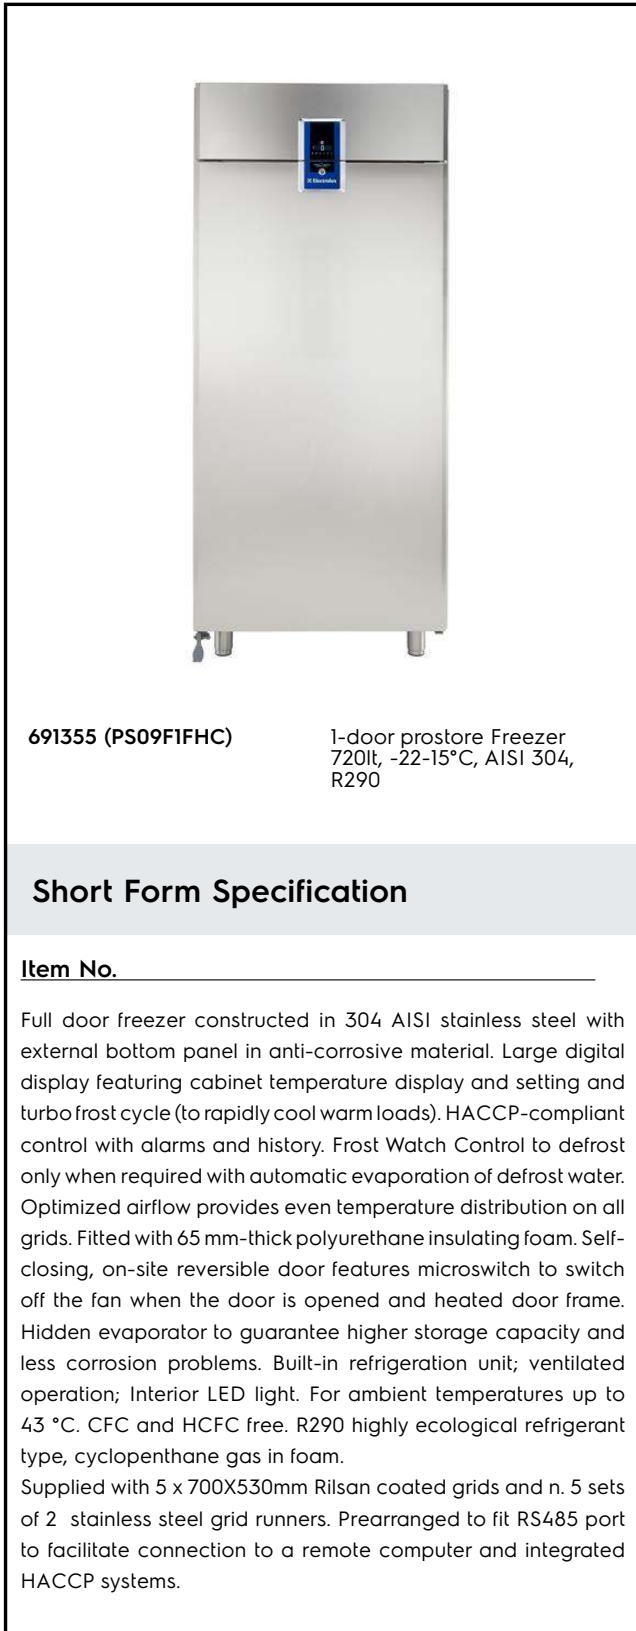 Electrolux
691355 (PS09F1FHC)
1-door prostore Freezer
720lt, -22-15°C, AISI 304,
R290
Short Form Specification
Item No.
Full door freezer constructed in 304 AISI stainless steel with
external bottom panel in anti-corrosive material. Large digital
display featuring cabinet temperature display and setting and
turbo frost cycle (to rapidly cool warm loads). HACCP-compliant
control with alarms and history. Frost Watch Control to defrost
only when required with automatic evaporation of defrost water.
Optimized airflow provides even temperature distribution on all
grids. Fitted with 65 mm-thick polyurethane insulating foam. Self-
closing, on-site reversible door features microswitch to switch
off the fan when the door is opened and heated door frame.
Hidden evaporator to guarantee higher storage capacity and
less corrosion problems. Built-in refrigeration unit; ventilated
operation; Interior LED light. For ambient temperatures up to
43 °C. CFC and HCFC free. R290 highly ecological refrigerant
type, cyclopenthane gas in foam.
Supplied with 5 x 700X530mm Rilsan coated grids and n. 5 sets
of 2  stainless steel grid runners. Prearranged to fit RS485 port
to facilitate connection to a remote computer and integrated
HACCP systems.